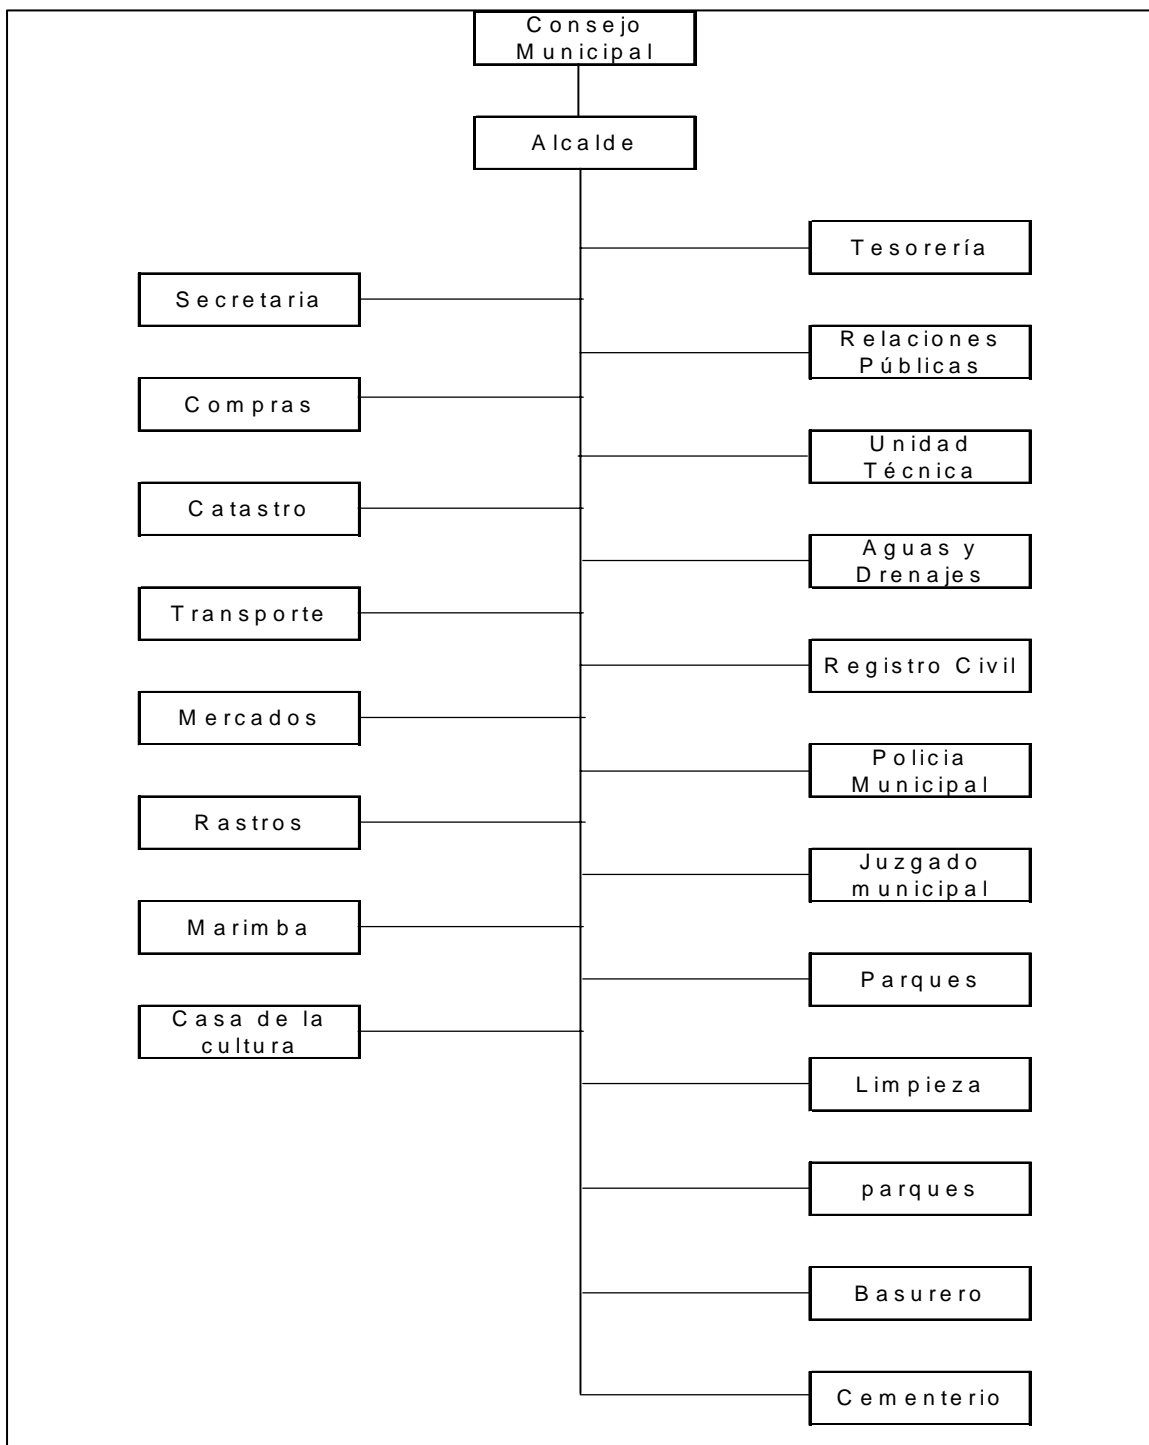 Consejo
Municipal
Alcalde
Tesorería
Secretaria
Relaciones
Públicas
Compras
Unidad
Técnica
Catastro
Aguas y
Drenajes
Transporte
Registro Civil
Mercados
Policia
Municipal
Rastros
Juzgado
municipal
Marimba
Parques
Casa de la
cultura
Limpieza
parques
Basurero
Cementerio